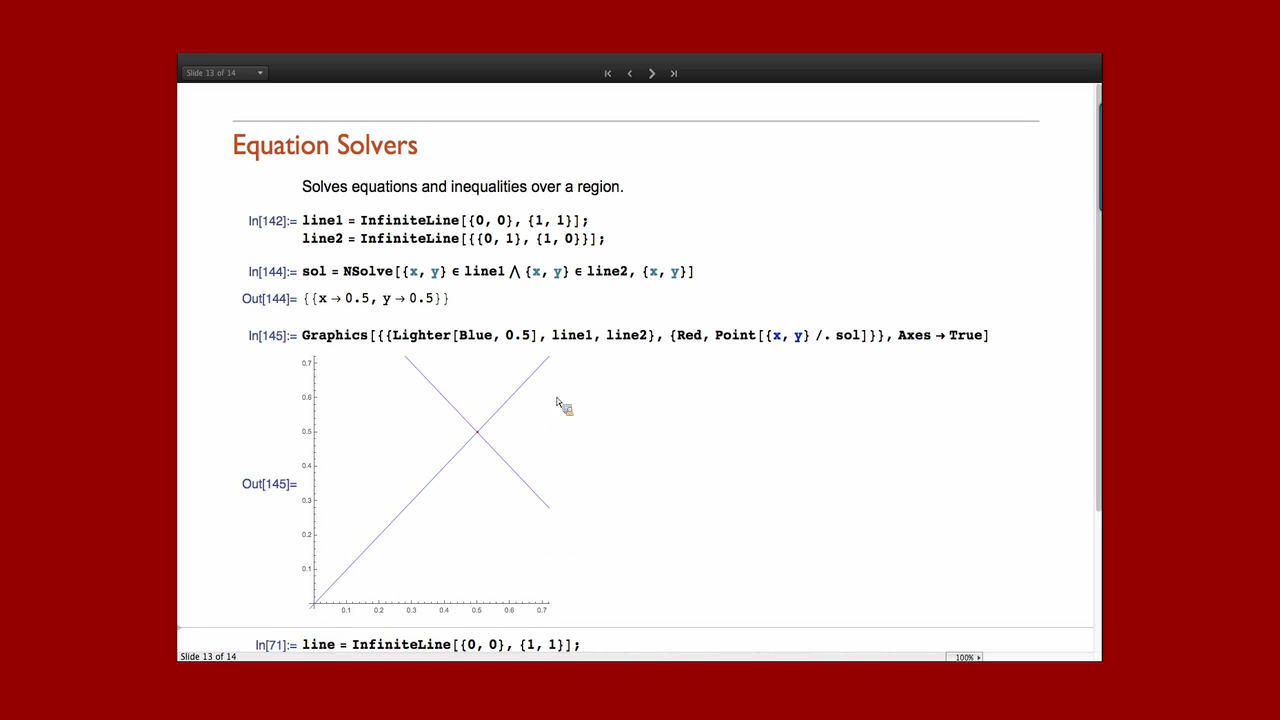 Slide 13 of 14
Equation Solvers
Solves equations and inequalities over a region.
In[142]:= line1 = InfiniteLine[{0, 0}, {1, 1}];
line2 = InfiniteLine[{{0, 1}, {1, 0}}];
In[144]:= sol = NSolve[{x, y} ∈ line1 ⋀ {x, y} ∈ line2, {x, y}]
Out[144]= {{x → 0.5, y → 0.5}}
In[145]:= Graphics[{{Lighter[Blue, 0.5], line1, line2}, {Red, Point[{x, y} /. sol]}}, Axes → True]
0.7
0.6
0.5
0.4
Out[145]=
0.3
0.2
0.1
0.1 0.2 0.3 0.4 0.5 0.6 0.7
In[71]:= line = InfiniteLine[{0, 0}, {1, 1}];
Slide 13 of 14
100%